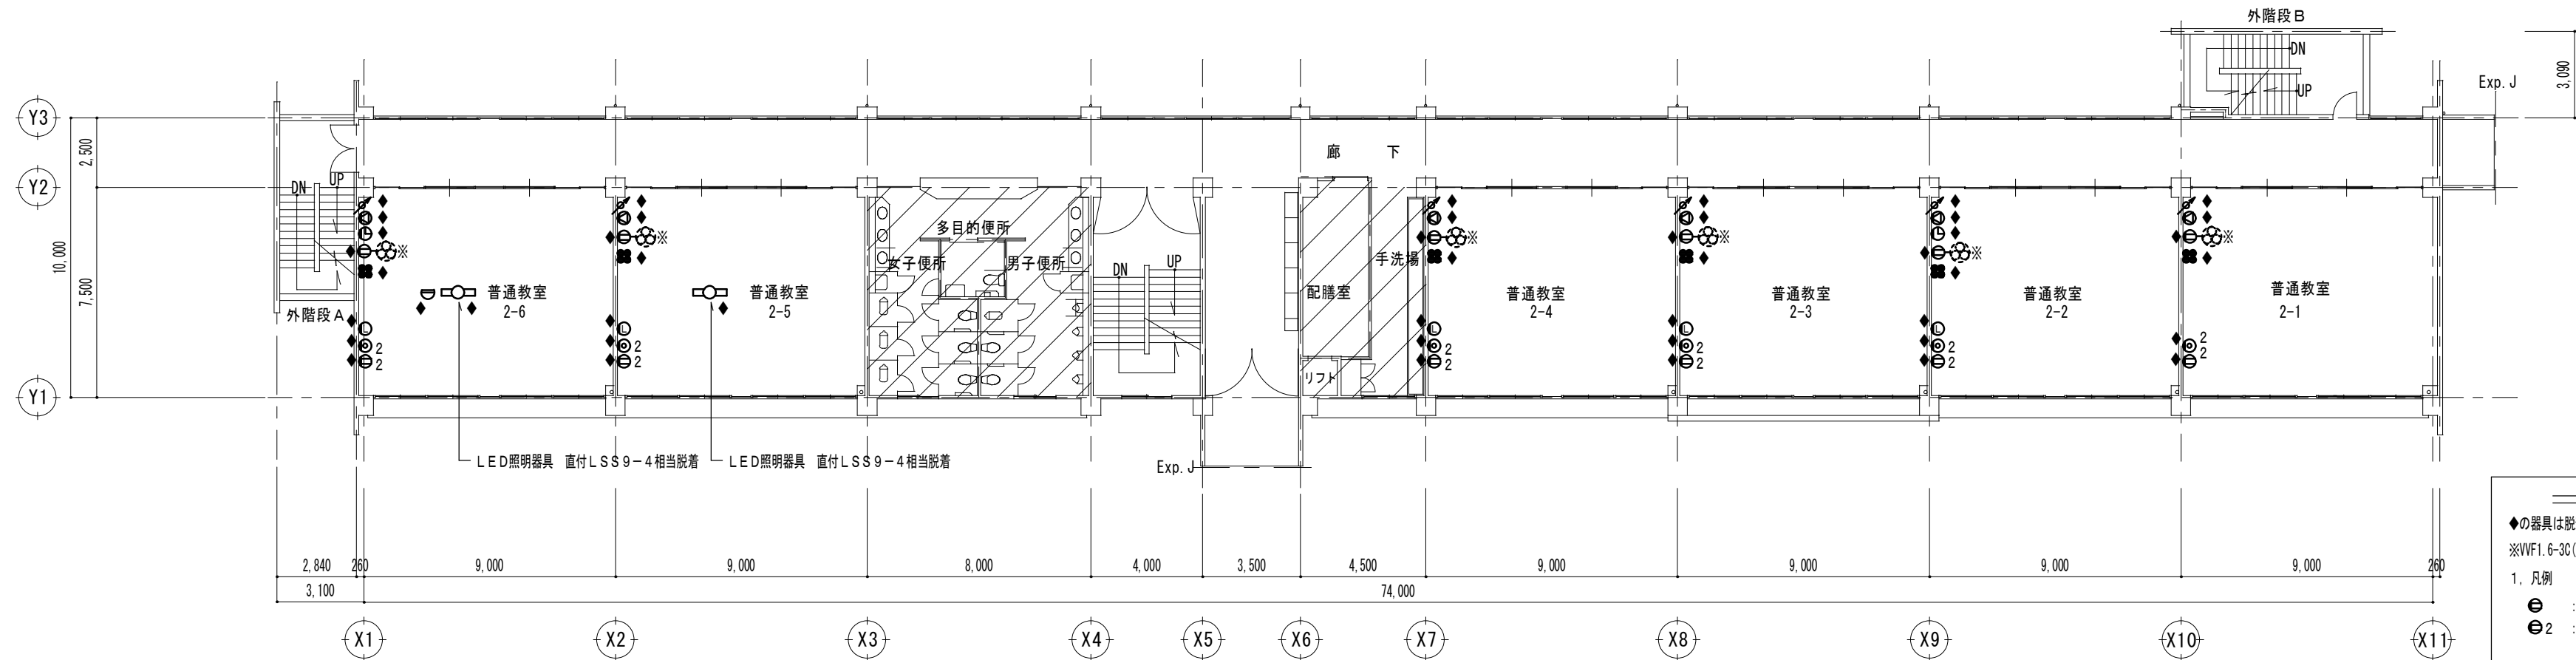 外階段B
DN
UP
Exp.J
3,090
Y3
2,500
廊　下
Y2
DN
UP
10,000
7,500
※
※
多目的便所
女子便所
男子便所
DN
UP
手洗場
配膳室
※
※
※
※
普通教室
2-6
普通教室
2-5
普通教室
2-4
普通教室
2-3
普通教室
2-2
普通教室
2-1
外階段A
L
2
2
L
2
2
L
2
2
L
2
2
L
2
2
2
2
リフト
Y1
LED照明器具　直付LSS9-4相当脱着
LED照明器具　直付LSS9-4相当脱着
Exp.J
◆の器具は脱
※VVF1.6-3C(
1, 凡例
:
2 :
2,840
260
9,000
9,000
8,000
4,000
3,500
4,500
9,000
9,000
9,000
9,000
260
3,100
74,000
X1
X2
X3
X4
X5
X6
X7
X8
X9
X10
X11